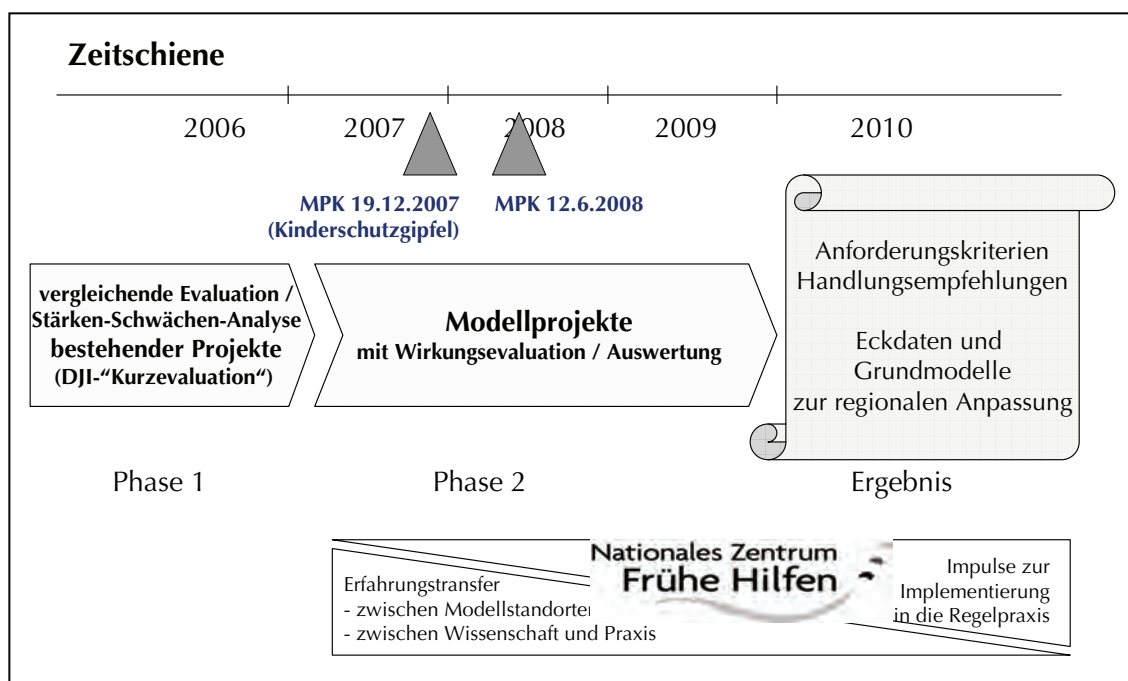 Zeitschiene
2006 2007 2008 2009 2010
MPK 19.12.2007
(Kinderschutzgipfel)
MPK 12.6.2008
vergleichende Evaluation /
Stärken-Schwächen-Analyse
bestehender Projekte
(DJI-“Kurzevaluation“)
Modellprojekte
mit Wirkungsevaluation / Auswertung
Anforderungskriterien
Handlungsempfehlungen
Eckdaten und
Grundmodelle
zur regionalen Anpassung
Phase 1
Phase 2
Ergebnis
Erfahrungstransfer
- zwischen Modellstandorten
- zwischen Wissenschaft und Praxis
Nationales Zentrum
Frühe Hilfen
Impulse zur
Implementierung
in die Regelpraxis